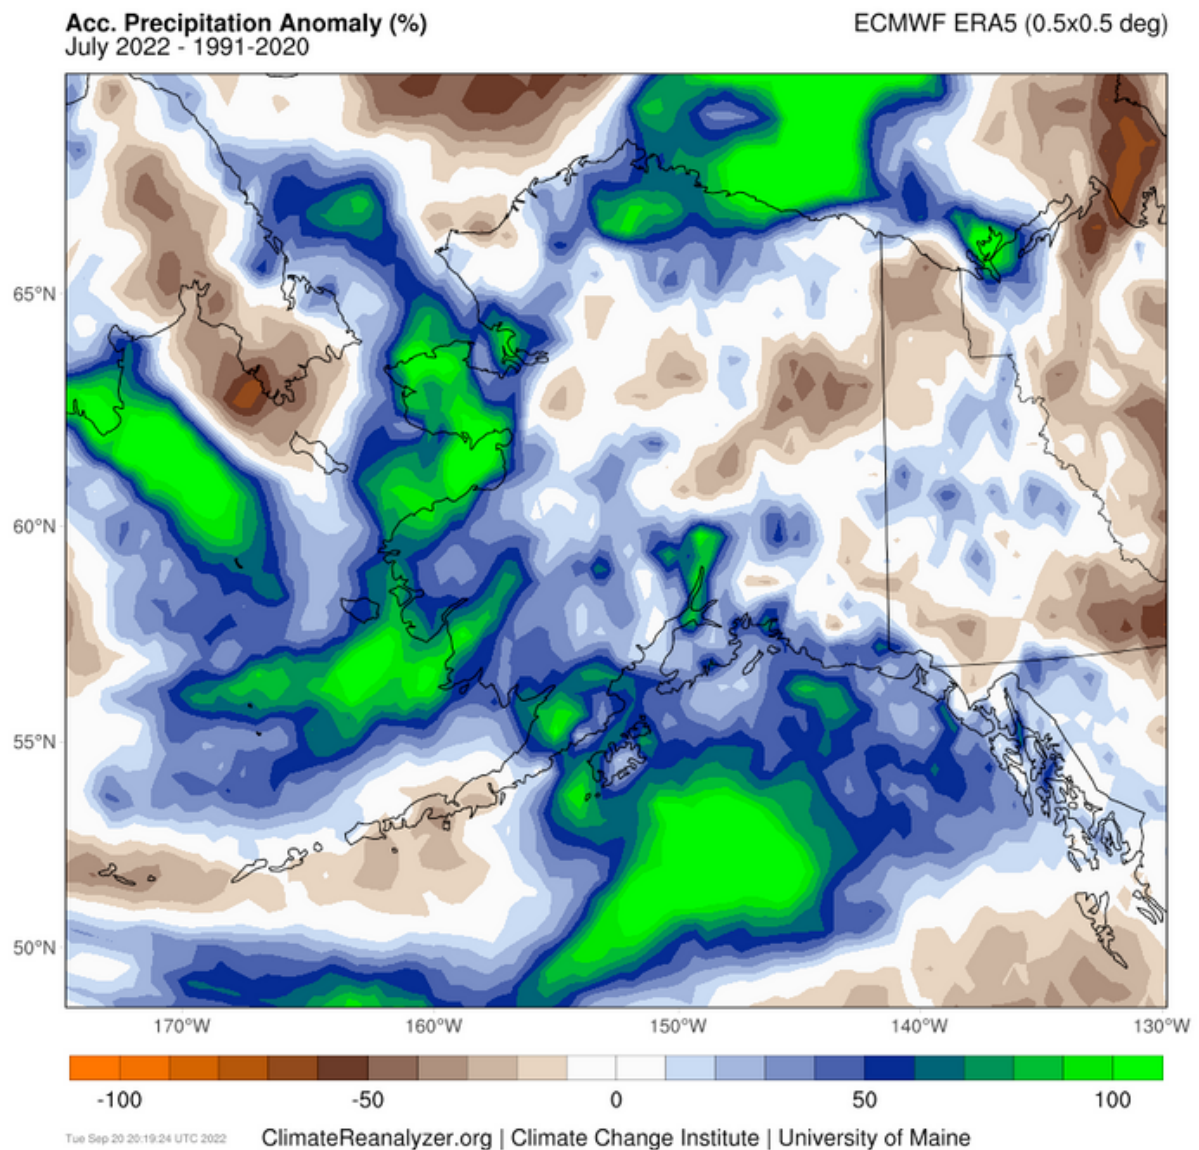 Acc. Precipitation Anomaly (%)
ECMWF ERA5 (0.5x0.5 deg)
July 2022 - 1991-2020
65°N
60°N
55°N
50°N
170°W
160°W
150°W
140°W
130°W
-100
-50
0
50
100
Tue Sep 20 20:19:24 UTC 2022
ClimateReanalyzer.org | Climate Change Institute | University of Maine